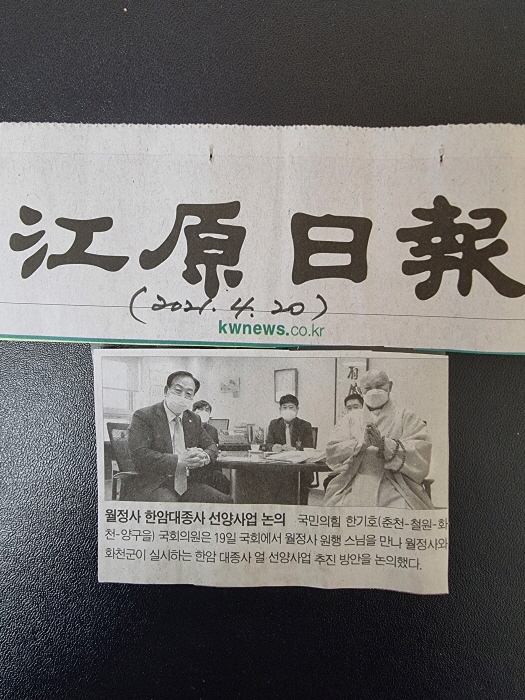 江原日報
(2021. 4. 20)
kwnews.co.kr
월정사 한암대종사 선양사업 논의 국민의힘 한기호(춘천-철원-화
천-양구을) 국회의원은 19일 국회에서 월정사 원행 스님을 만나 월정사와
화천군이 실시하는 한암 대종사 얼 선양사업 추진 방안을 논의했다.